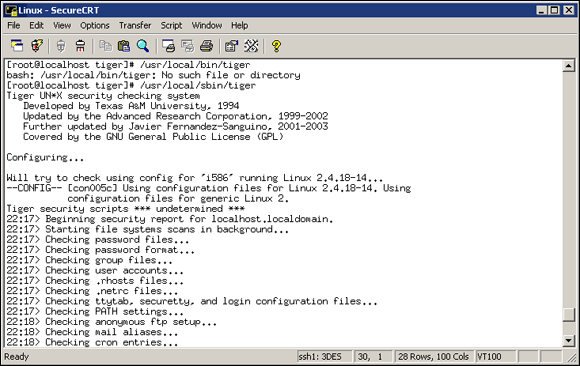 Linux - SecureCRT
File Edit View Options Transfer Script Window Help
[root@localhost tiger]# /usr/local/bin/tiger
bash: /usr/local/bin/tiger: No such file or directory
[root@localhost tiger]# /usr/local/sbin/tiger
Tiger UN*X security checking system
Developed by Texas A&M University, 1994
Updated by the Advanced Research Corporation, 1999-2002
Further updated by Javier Fernandez-Sanguino, 2001-2003
Covered by the GNU General Public License (GPL)
Configuring...
Will try to check using config for "i586" running Linux 2.4.18-14...
--CONFIG-- [con005c] Using configuration files for Linux 2.4.18-14. Using
configuration files for generic Linux 2.
Tiger security scripts *** undetermined ***
22:17> Beginning security report for localhost.localdomain.
22:17> Starting file systems scans in background...
22:17> Checking password files...
22:17> Checking password format...
22:17> Checking group files...
22:17> Checking user accounts...
22:17> Checking .rhosts files...
22:17> Checking .netrc files...
22:17> Checking ttytab, securetty, and login configuration files...
22:17> Checking PATH settings...
22:18> Checking anonymous ftp setup...
22:18> Checking mail aliases...
22:18> Checking cron entries...
Ready ssh1: 3DES 30, 1 28 Rows, 100 Cols VT100